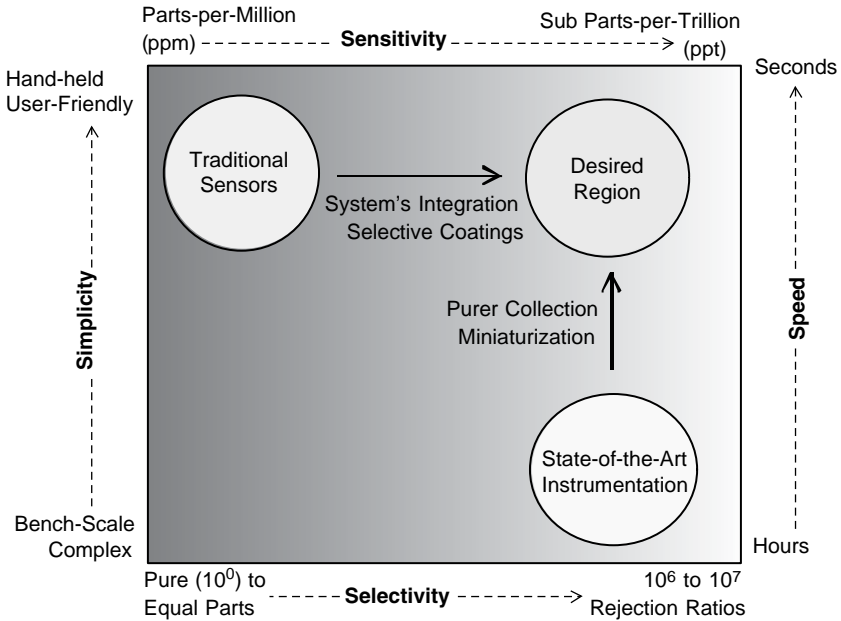 Parts-per-Million
(ppm)
Sensitivity
Sub Parts-per-Trillion
(ppt)
Hand-held
User-Friendly
Seconds
Traditional
Sensors
Desired
Region
System's Integration
Selective Coatings
Simplicity
Speed
Purer Collection
Miniaturization
State-of-the-Art
Instrumentation
Bench-Scale
Complex
Hours
Pure (10⁰) to
Equal Parts
Selectivity
10⁶ to 10⁷
Rejection Ratios